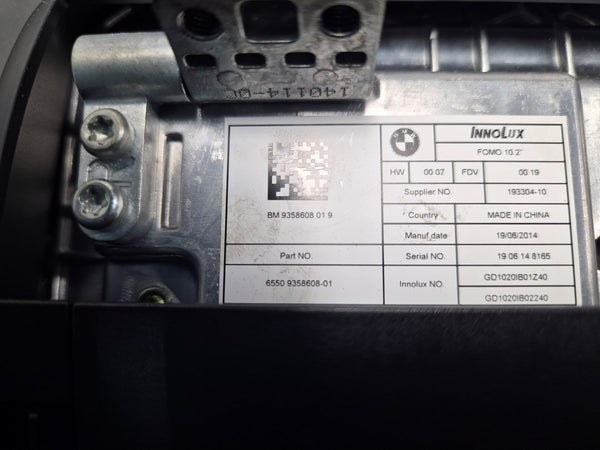 140114-0C
INNOLUX
FOMO 10.2"
HW 00 07 FDV 00 19
Supplier NO. 193304-10
BM 9358608 01 9
Country MADE IN CHINA
Manuf.date 19/06/2014
Part NO. Serial NO. 19 06 14 8165
6550 9358608-01 Innolux NO. GD1020IB01Z40
GD1020IB02240